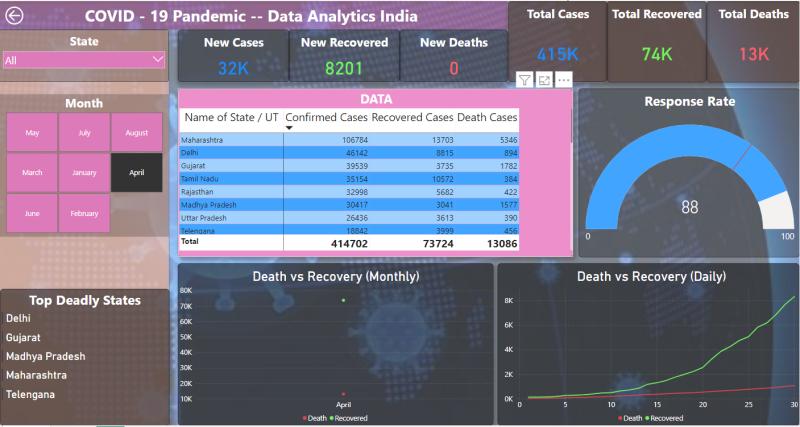 COVID - 19 Pandemic -- Data Analytics India
Total Cases
415K
Total Recovered
74K
Total Deaths
13K
State
All
New Cases
32K
New Recovered
8201
New Deaths
0
Month
May July August
March January April
June February
DATA
Name of State / UT Confirmed Cases Recovered Cases Death Cases
Maharashtra 106784 13703 5346
Delhi 46142 8815 894
Gujarat 39539 3735 1782
Tamil Nadu 35154 10572 384
Rajasthan 32998 5682 422
Madhya Pradesh 30417 3041 1577
Uttar Pradesh 26436 3613 390
Telengana 18842 3999 456
Total 414702 73724 13086
Response Rate
88
0 100
Top Deadly States
Delhi
Gujarat
Madhya Pradesh
Maharashtra
Telengana
Death vs Recovery (Monthly)
80K
70K
60K
50K
40K
30K
20K
10K
April
Death Recovered
Death vs Recovery (Daily)
8K
6K
4K
2K
0K
0 5 10 15 20 25 30
Death Recovered